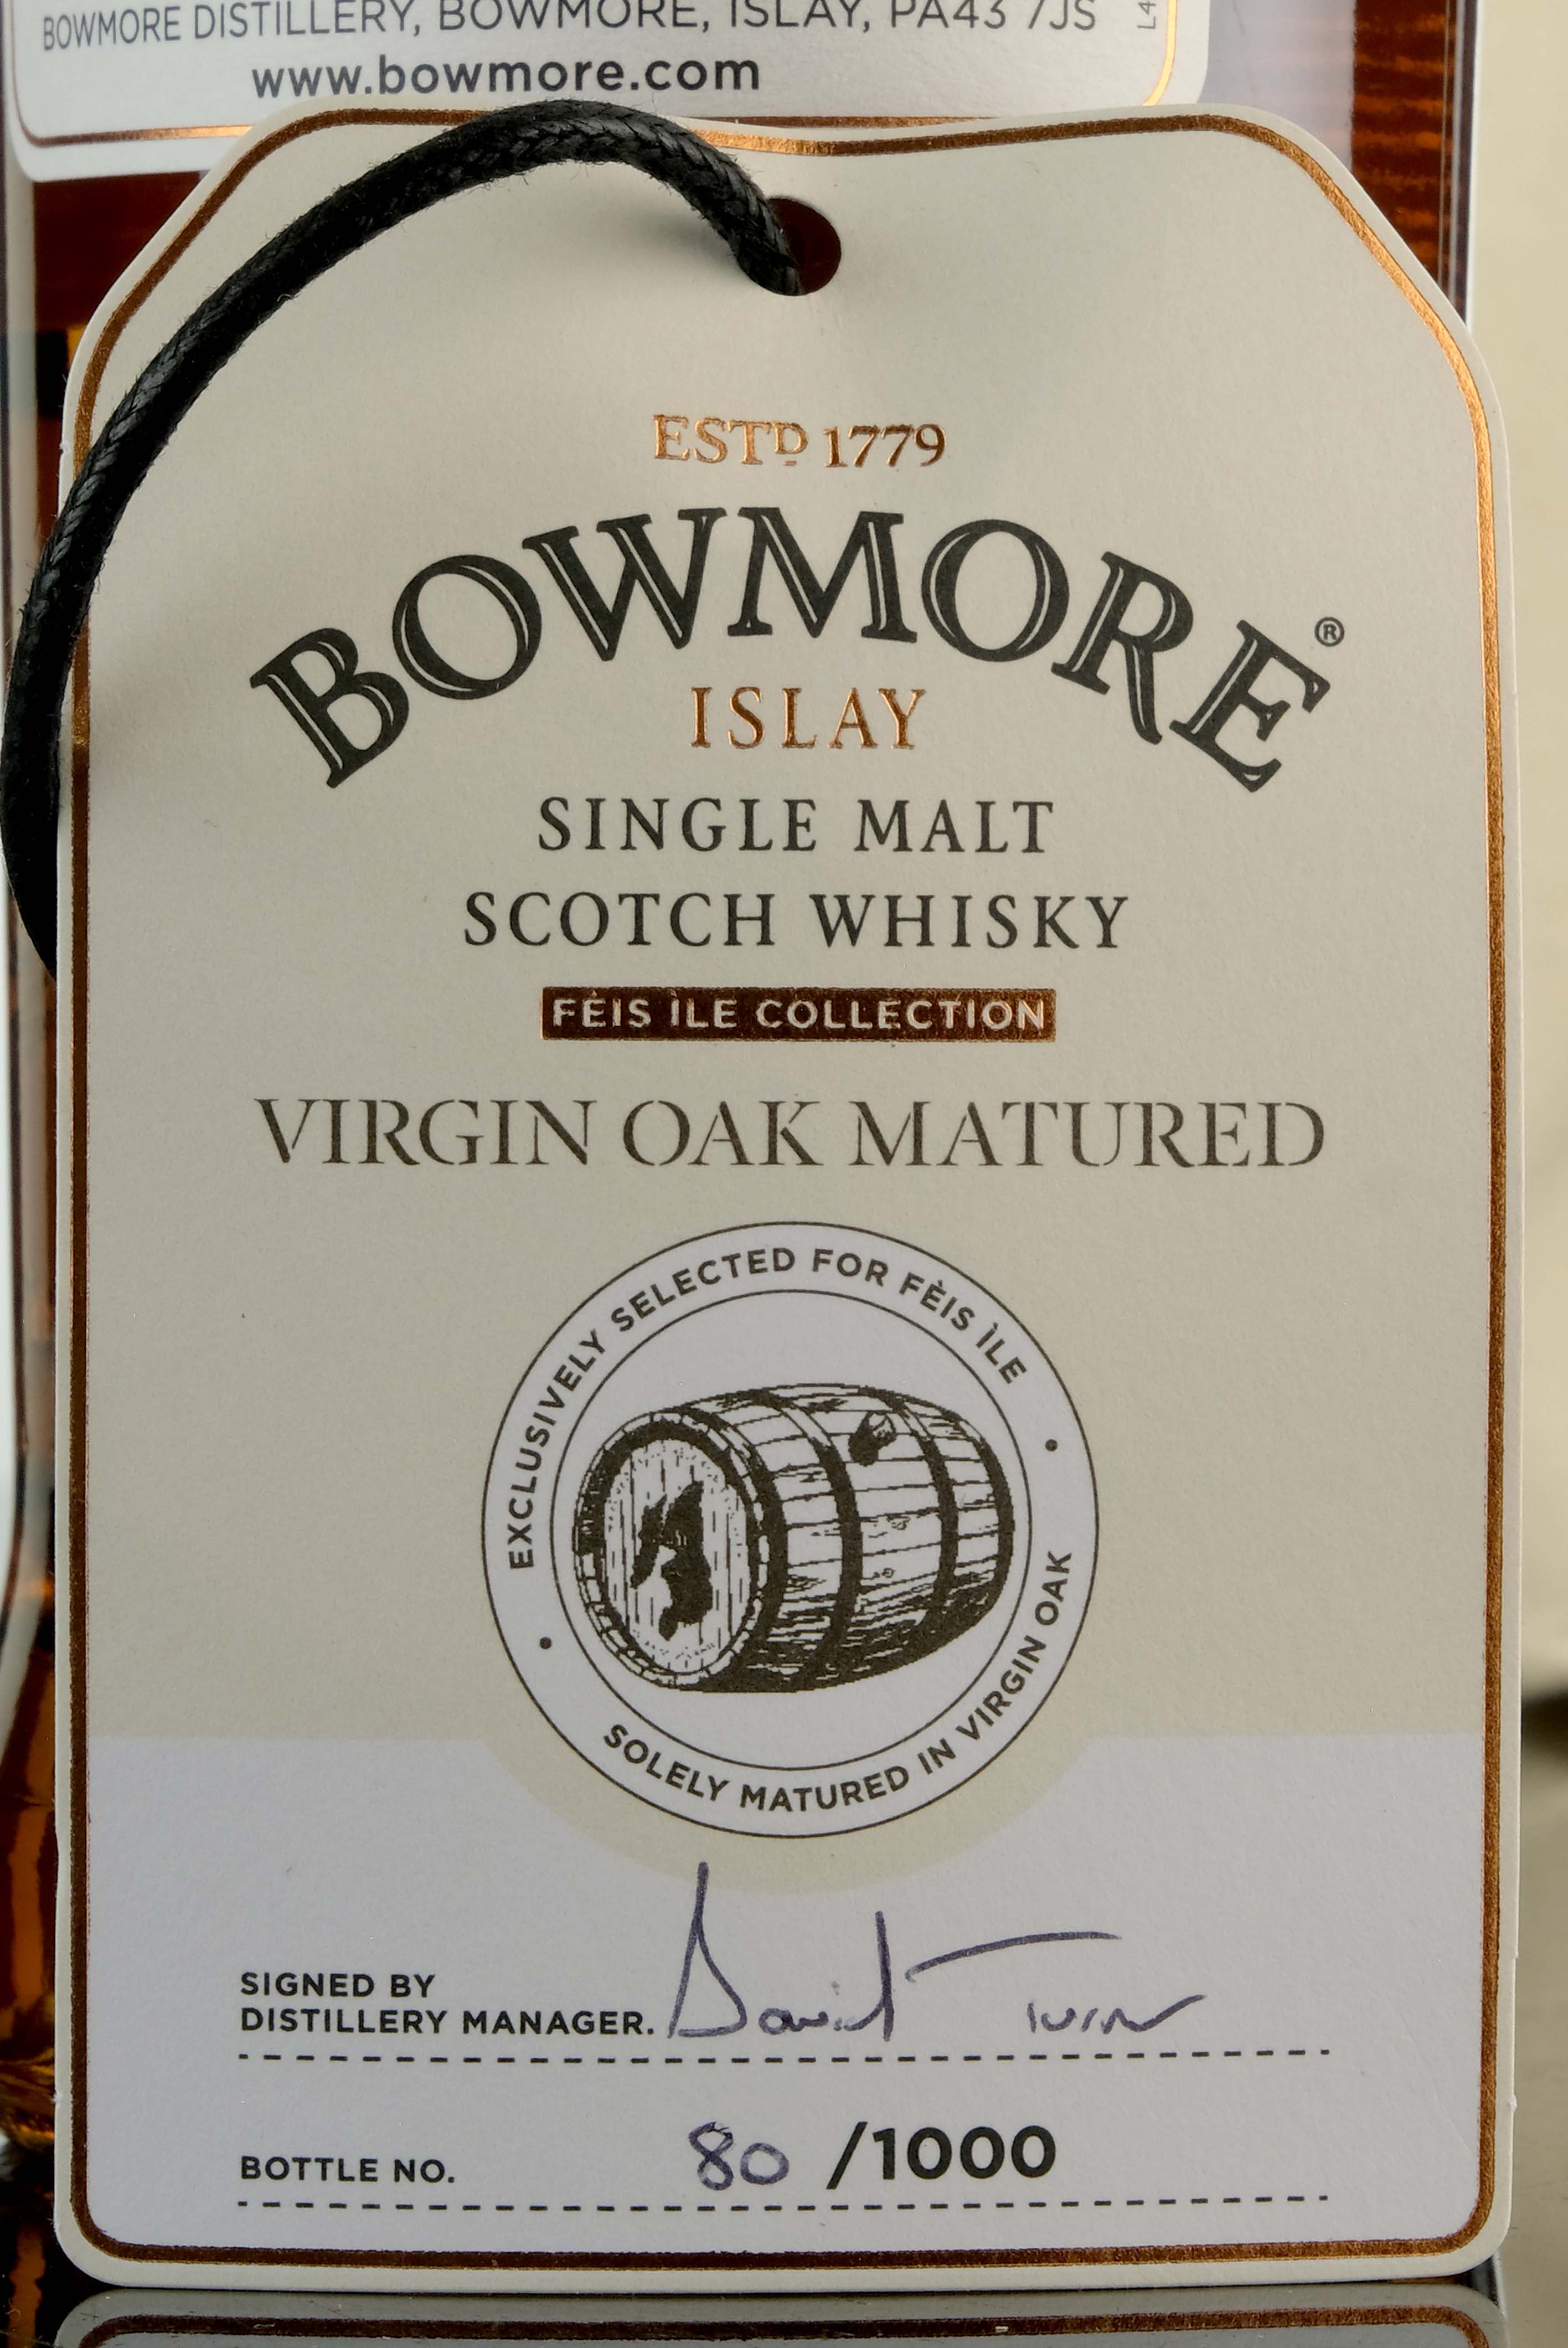 BOWMORE DISTILLERY, BOWMORE, ISLAY, PA43 7JS
L4
www.bowmore.com
ESTD 1779
BOWMORE®
ISLAY
SINGLE MALT
SCOTCH WHISKY
FÈIS ÌLE COLLECTION
VIRGIN OAK MATURED
EXCLUSIVELY SELECTED FOR FÈIS ÌLE
SOLELY MATURED IN VIRGIN OAK
SIGNED BY
DISTILLERY MANAGER. David
BOTTLE NO. 80 /1000